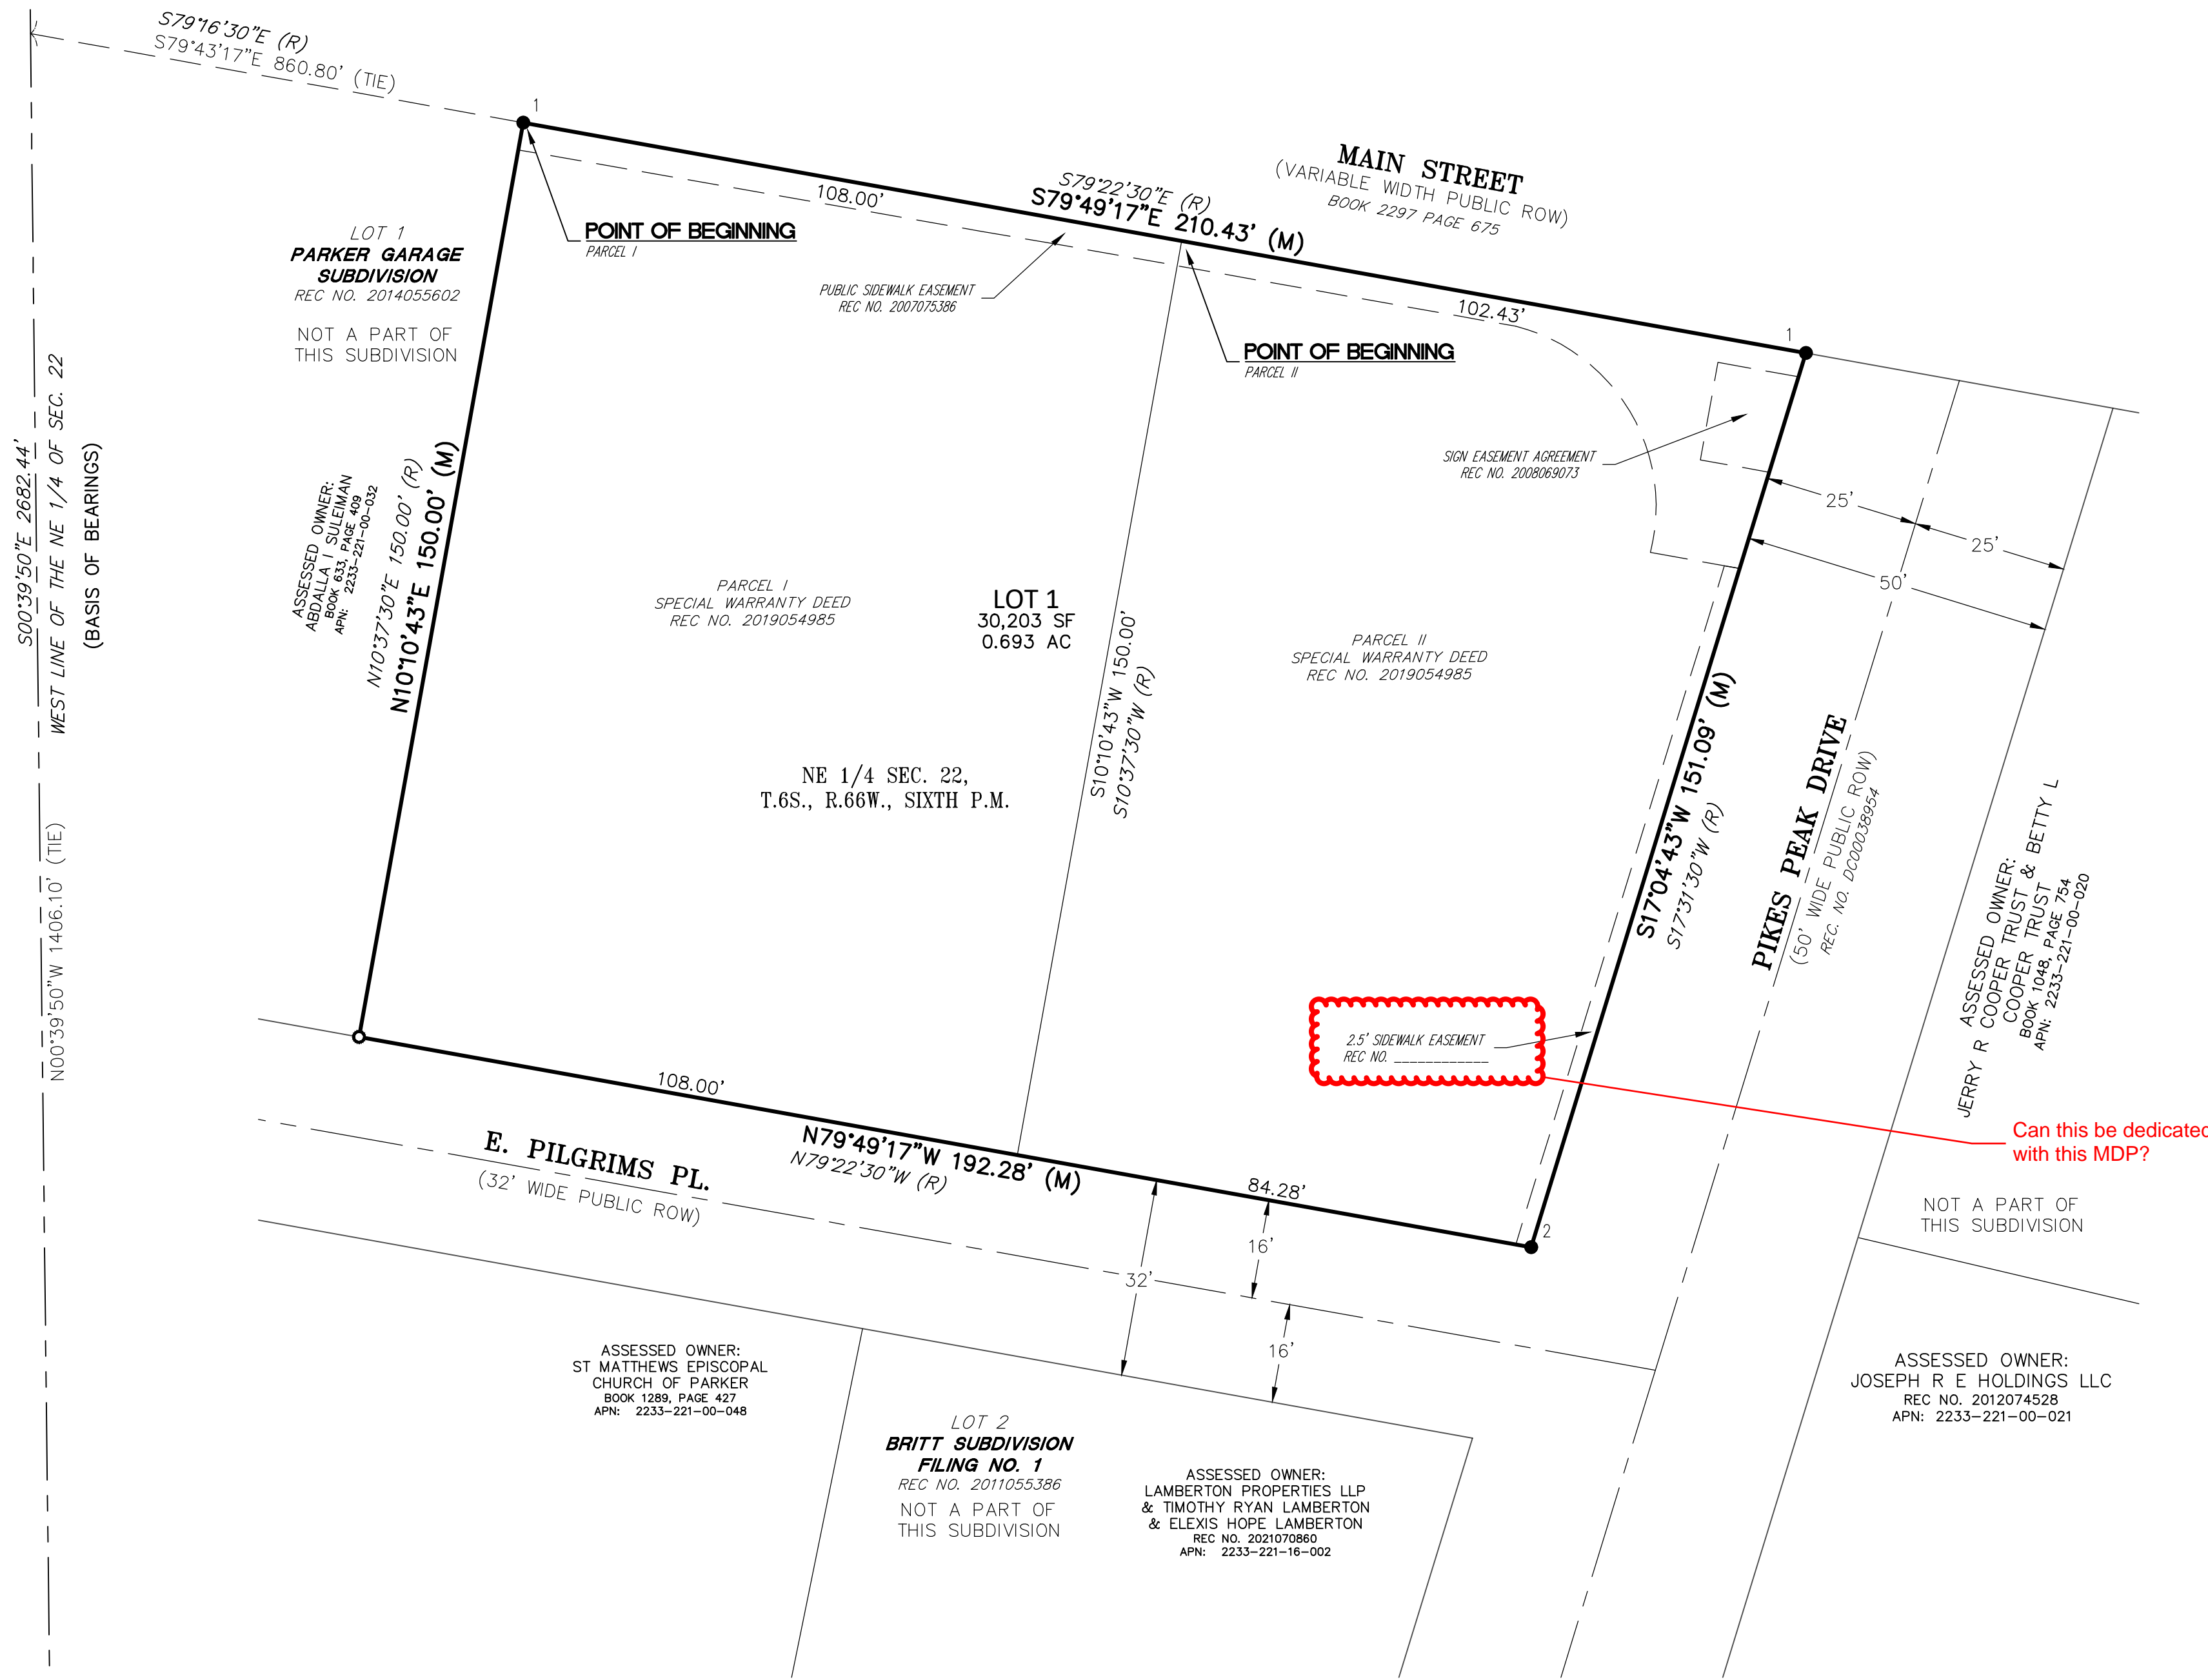 S79°16'30"E (R)
S79°43'17"E 860.80' (TIE)
1
MAIN STREET
(VARIABLE WIDTH PUBLIC ROW)
BOOK 2297 PAGE 675
S79°22'30"E (R)
S79°49'17"E 210.43' (M)
108.00'
POINT OF BEGINNING
PARCEL I
LOT 1
PARKER GARAGE
SUBDIVISION
REC NO. 2014055602
NOT A PART OF
THIS SUBDIVISION
PUBLIC SIDEWALK EASEMENT
REC NO. 2007075386
102.43'
1
POINT OF BEGINNING
PARCEL II
SIGN EASEMENT AGREEMENT
REC NO. 2008069073
25'
25'
50'
S00°39'50"E 2682.44'
WEST LINE OF THE NE 1/4 OF SEC. 22
(BASIS OF BEARINGS)
N00°39'50"W 1406.10' (TIE)
ASSESSED OWNER:
ABDALLA I SULEIMAN
BOOK 633, PAGE 409
APN: 2233-221-00-032
N10°37'30"E 150.00' (R)
N10°10'43"E 150.00' (M)
PARCEL I
SPECIAL WARRANTY DEED
REC NO. 2019054985
LOT 1
30,203 SF
0.693 AC
S10°10'43"W 150.00'
S10°37'30"W (R)
PARCEL II
SPECIAL WARRANTY DEED
REC NO. 2019054985
NE 1/4 SEC. 22,
T.6S., R.66W., SIXTH P.M.
S17°04'43"W 151.09' (M)
S17°31'30"W (R)
PIKES PEAK DRIVE
(50' WIDE PUBLIC ROW)
REC. NO. DC00038954
ASSESSED OWNER:
JERRY R COOPER TRUST & BETTY L
COOPER TRUST
BOOK 1048, PAGE 754
APN: 2233-221-00-020
2.5' SIDEWALK EASEMENT
REC NO. ____________
Can this be dedicated
with this MDP?
NOT A PART OF
THIS SUBDIVISION
108.00'
N79°49'17"W 192.28' (M)
N79°22'30"W (R)
84.28'
2
E. PILGRIMS PL.
(32' WIDE PUBLIC ROW)
16'
32'
16'
ASSESSED OWNER:
ST MATTHEWS EPISCOPAL
CHURCH OF PARKER
BOOK 1289, PAGE 427
APN: 2233-221-00-048
LOT 2
BRITT SUBDIVISION
FILING NO. 1
REC NO. 2011055386
NOT A PART OF
THIS SUBDIVISION
ASSESSED OWNER:
LAMBERTON PROPERTIES LLP
& TIMOTHY RYAN LAMBERTON
& ELEXIS HOPE LAMBERTON
REC NO. 2021070860
APN: 2233-221-16-002
ASSESSED OWNER:
JOSEPH R E HOLDINGS LLC
REC NO. 2012074528
APN: 2233-221-00-021